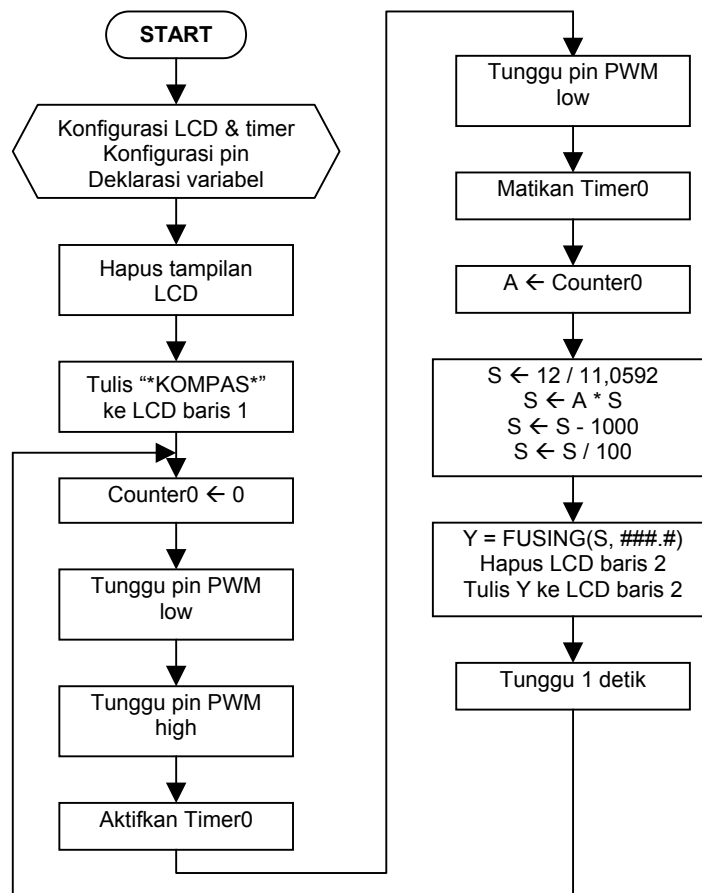 START
Konfigurasi LCD & timer
Konfigurasi pin
Deklarasi variabel
Hapus tampilan
LCD
Tulis “*KOMPAS*”
ke LCD baris 1
Counter0 ← 0
Tunggu pin PWM
low
Tunggu pin PWM
high
Aktifkan Timer0
Tunggu pin PWM
low
Matikan Timer0
A ← Counter0
S ← 12 / 11,0592
S ← A * S
S ← S - 1000
S ← S / 100
Y = FUSING(S, ###.#)
Hapus LCD baris 2
Tulis Y ke LCD baris 2
Tunggu 1 detik